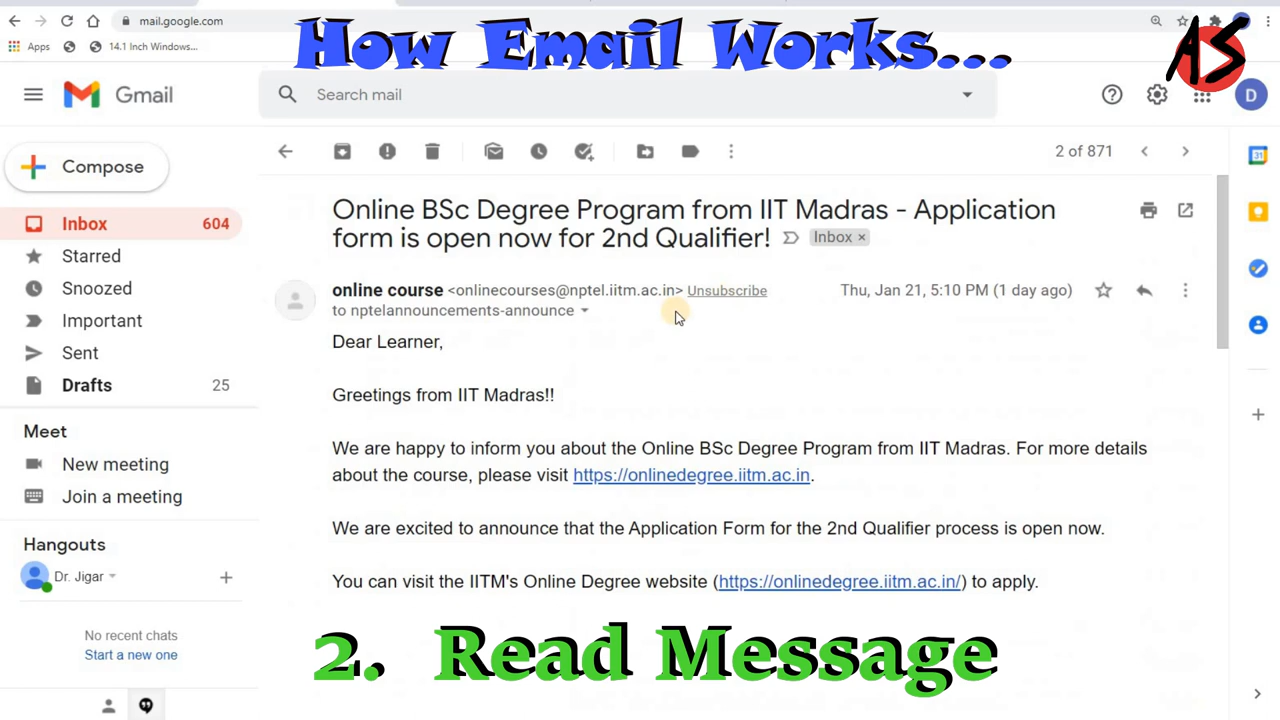 mail.google.com
Apps
14.1 Inch Windows...
How Email Works...
AS
Gmail
Search mail
D
Compose
2 of 871
Inbox 604
Starred
Snoozed
Important
Sent
Drafts 25
Meet
New meeting
Join a meeting
Hangouts
Dr. Jigar
No recent chats
Start a new one
Online BSc Degree Program from IIT Madras - Application
form is open now for 2nd Qualifier! Inbox ×
online course <onlinecourses@nptel.iitm.ac.in> Unsubscribe
Thu, Jan 21, 5:10 PM (1 day ago)
to nptelannouncements-announce
Dear Learner,
Greetings from IIT Madras!!
We are happy to inform you about the Online BSc Degree Program from IIT Madras. For more details
about the course, please visit https://onlinedegree.iitm.ac.in.
We are excited to announce that the Application Form for the 2nd Qualifier process is open now.
You can visit the IITM's Online Degree website (https://onlinedegree.iitm.ac.in/) to apply.
31
2. Read Message